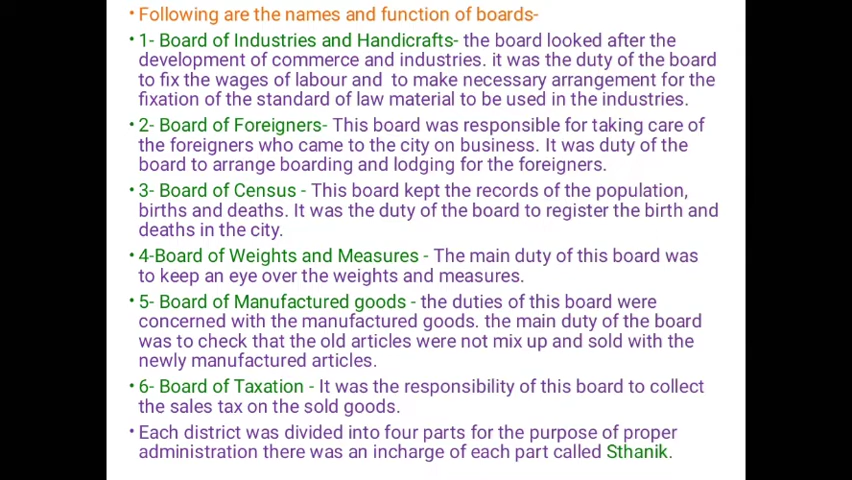 • Following are the names and function of boards-
• 1- Board of Industries and Handicrafts- the board looked after the
development of commerce and industries. it was the duty of the board
to fix the wages of labour and to make necessary arrangement for the
fixation of the standard of law material to be used in the industries.
• 2- Board of Foreigners- This board was responsible for taking care of
the foreigners who came to the city on business. It was duty of the
board to arrange boarding and lodging for the foreigners.
• 3- Board of Census - This board kept the records of the population,
births and deaths. It was the duty of the board to register the birth and
deaths in the city.
• 4-Board of Weights and Measures - The main duty of this board was
to keep an eye over the weights and measures.
• 5- Board of Manufactured goods - the duties of this board were
concerned with the manufactured goods. the main duty of the board
was to check that the old articles were not mix up and sold with the
newly manufactured articles.
• 6- Board of Taxation - It was the responsibility of this board to collect
the sales tax on the sold goods.
• Each district was divided into four parts for the purpose of proper
administration there was an incharge of each part called Sthanik.